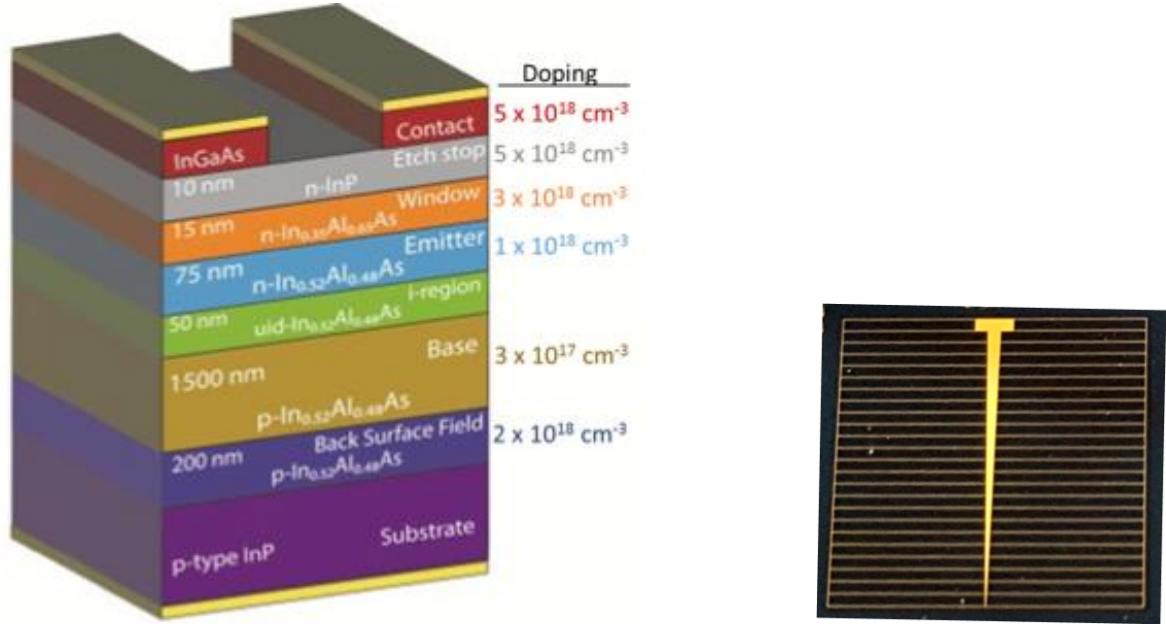 Doping
5 x 10¹⁸ cm⁻³
Contact
InGaAs
Etch stop
5 x 10¹⁸ cm⁻³
10 nm
n-InP
Window
3 x 10¹⁸ cm⁻³
15 nm
n-In₀.₃₅Al₀.₆₅As
Emitter
1 x 10¹⁸ cm⁻³
75 nm
n-In₀.₅₂Al₀.₄₈As
i-region
50 nm
uid-In₀.₅₂Al₀.₄₈As
Base
3 x 10¹⁷ cm⁻³
1500 nm
p-In₀.₅₂Al₀.₄₈As
Back Surface Field
2 x 10¹⁸ cm⁻³
200 nm
p-In₀.₅₂Al₀.₄₈As
Substrate
p-type InP